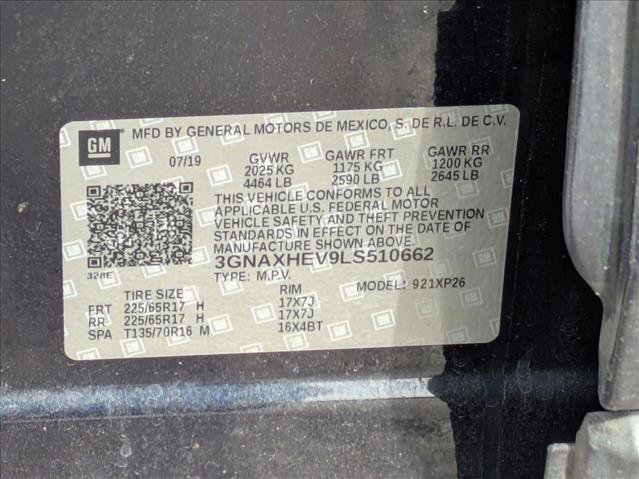 GM
MFD BY GENERAL MOTORS DE MEXICO, S. DE R.L. DE C.V.
07/19 GVWR GAWR FRT GAWR RR
2025 KG 1175 KG 1200 KG
4464 LB 2590 LB 2645 LB
THIS VEHICLE CONFORMS TO ALL
APPLICABLE U.S. FEDERAL MOTOR
VEHICLE SAFETY AND THEFT PREVENTION
STANDARDS IN EFFECT ON THE DATE OF
MANUFACTURE SHOWN ABOVE.
3GNAXHEV9LS510662
328E
TYPE: M.P.V. MODEL: 921XP26
TIRE SIZE RIM
FRT 225/65R17 H 17X7J
RR 225/65R17 H 17X7J
SPA T135/70R16 M 16X4BT